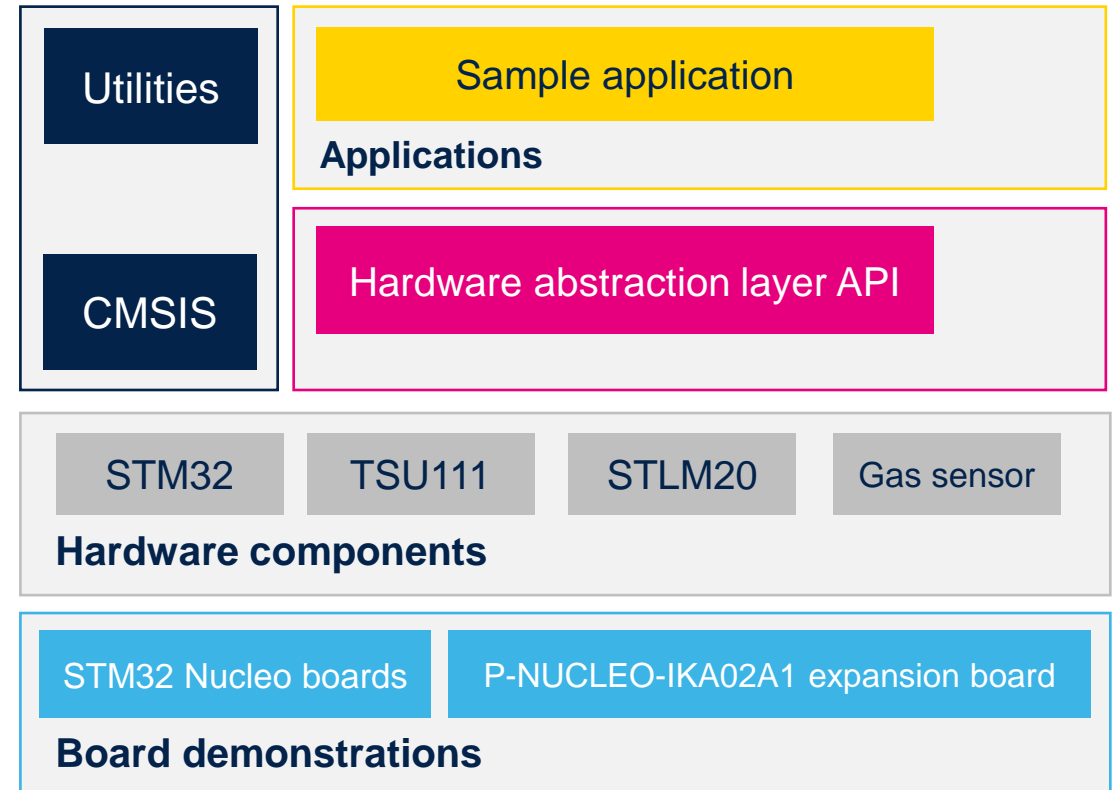 Utilities
Sample application
Applications
CMSIS
Hardware abstraction layer API
STM32
TSU111
STLM20
Gas sensor
Hardware components
STM32 Nucleo boards
P-NUCLEO-IKA02A1 expansion board
Board demonstrations